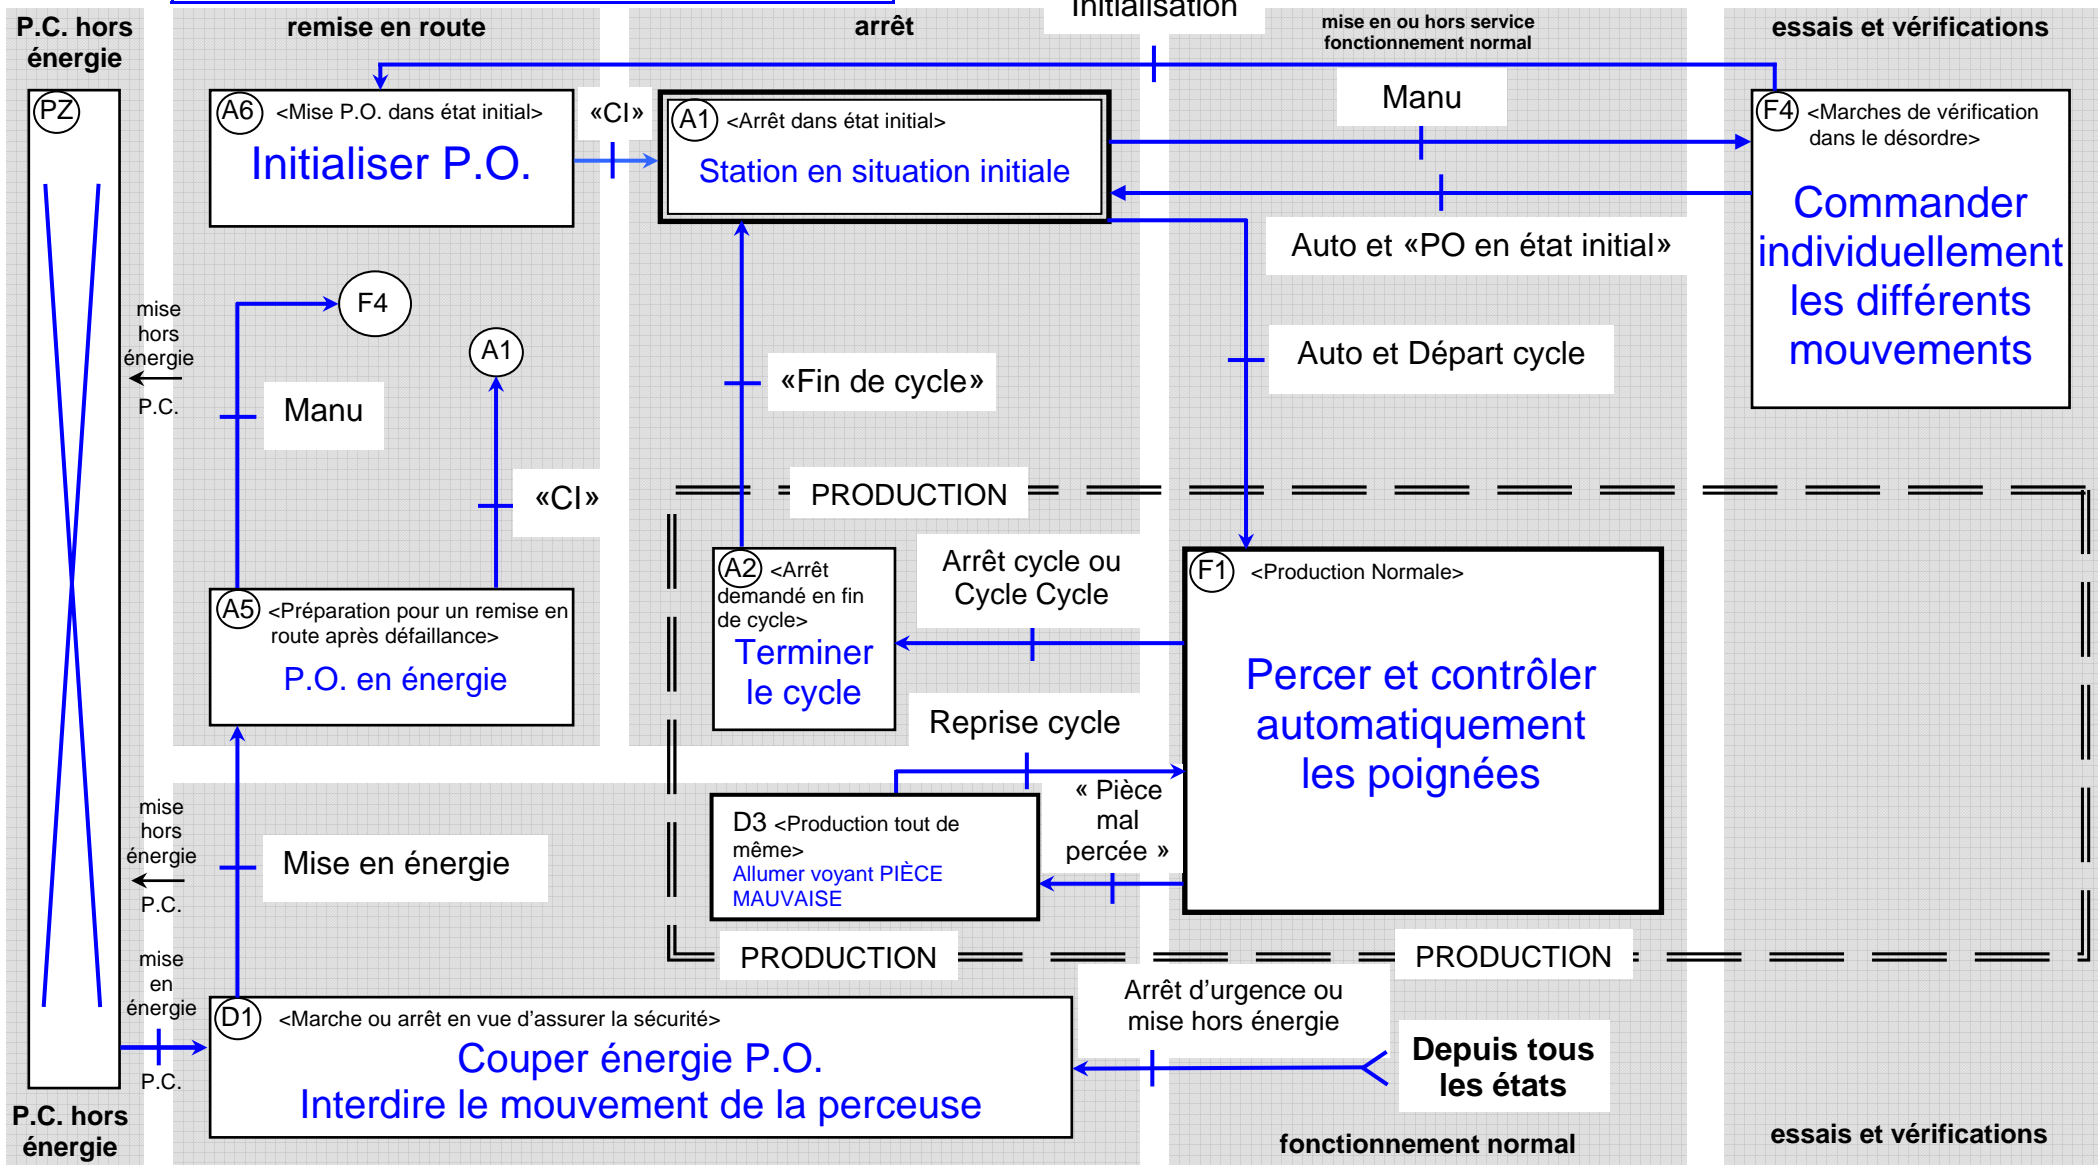 Initialisation
P.C. hors
énergie
remise en route
arrêt
mise en ou hors service
fonctionnement normal
essais et vérifications
PZ
A6 <Mise P.O. dans état initial>
Initialiser P.O.
«CI»
A1 <Arrêt dans état initial>
Station en situation initiale
Manu
F4 <Marches de vérification
dans le désordre>
Commander
individuellement
les différents
mouvements
Auto et «PO en état initial»
mise
hors
énergie
P.C.
F4
A1
Manu
«CI»
«Fin de cycle»
Auto et Départ cycle
PRODUCTION
A5 <Préparation pour un remise en
route après défaillance>
P.O. en énergie
A2 <Arrêt
demandé en fin
de cycle>
Terminer
le cycle
Arrêt cycle ou
Cycle Cycle
F1 <Production Normale>
Percer et contrôler
automatiquement
les poignées
Reprise cycle
« Pièce
mal
percée »
D3 <Production tout de
même>
Allumer voyant PIÈCE
MAUVAISE
mise
hors
énergie
P.C.
Mise en énergie
PRODUCTION
PRODUCTION
mise
en
énergie
P.C.
D1 <Marche ou arrêt en vue d'assurer la sécurité>
Couper énergie P.O.
Interdire le mouvement de la perceuse
Arrêt d'urgence ou
mise hors énergie
Depuis tous
les états
P.C. hors
énergie
fonctionnement normal
essais et vérifications